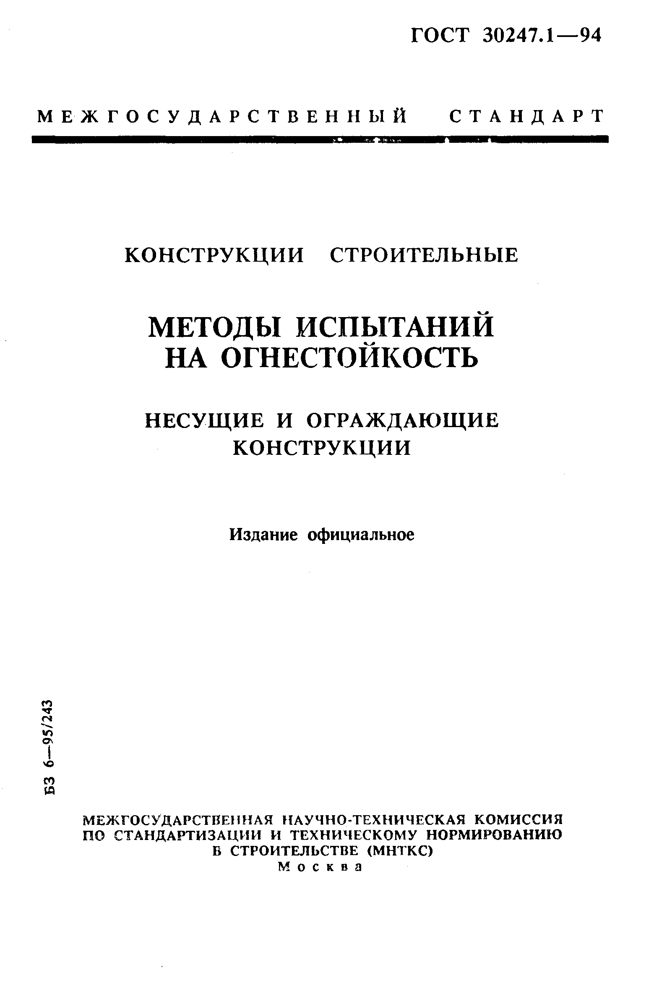 ГОСТ 30247.1—94
МЕЖГОСУДАРСТВЕННЫЙ СТАНДАРТ
КОНСТРУКЦИИ СТРОИТЕЛЬНЫЕ
МЕТОДЫ ИСПЫТАНИЙ
НА ОГНЕСТОЙКОСТЬ
НЕСУЩИЕ И ОГРАЖДАЮЩИЕ
КОНСТРУКЦИИ
Издание официальное
БЗ 6—95/243
МЕЖГОСУДАРСТВЕННАЯ НАУЧНО-ТЕХНИЧЕСКАЯ КОМИССИЯ
ПО СТАНДАРТИЗАЦИИ И ТЕХНИЧЕСКОМУ НОРМИРОВАНИЮ
В СТРОИТЕЛЬСТВЕ (МНТКС)
Москва